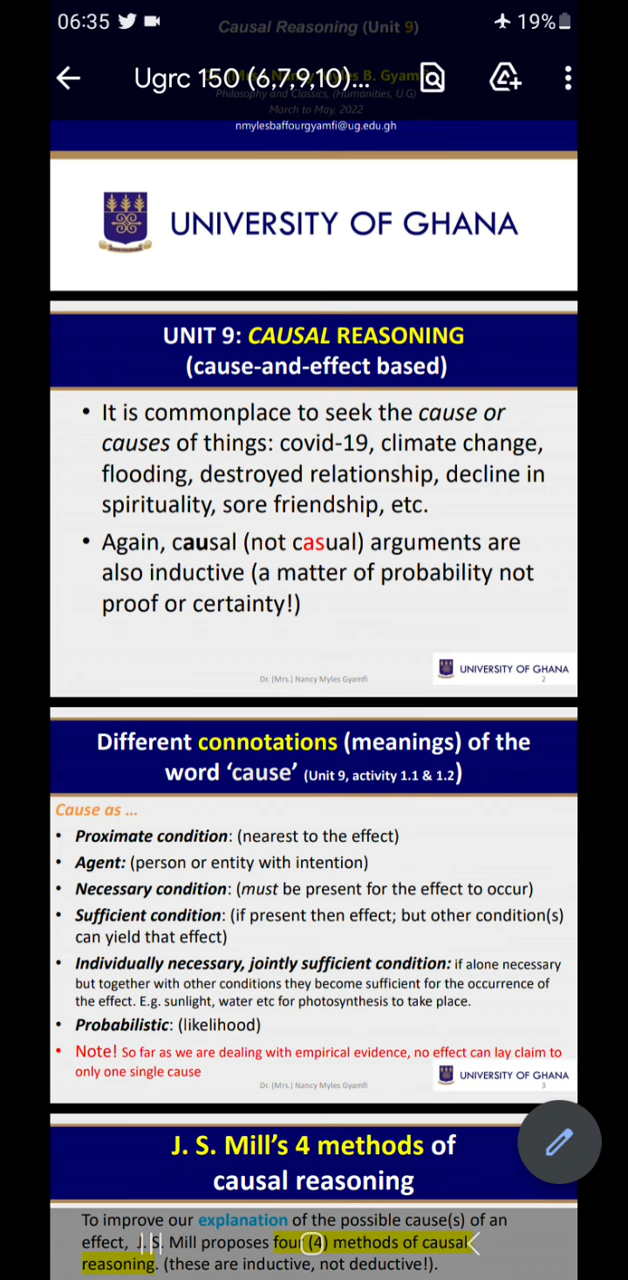 06:35
19%
Causal Reasoning (Unit 9)
Ugrc 150 (6,7,9,10)...
B. Gyam
Philosophy and Classics, (Humanities, U.G)
March to May, 2022
nmylesbaffourgyamfi@ug.edu.gh
UNIVERSITY OF GHANA
UNIT 9: CAUSAL REASONING
(cause-and-effect based)
• It is commonplace to seek the cause or
causes of things: covid-19, climate change,
flooding, destroyed relationship, decline in
spirituality, sore friendship, etc.
• Again, causal (not casual) arguments are
also inductive (a matter of probability not
proof or certainty!)
Dr. (Mrs.) Nancy Myles Gyamfi
UNIVERSITY OF GHANA
2
Different connotations (meanings) of the
word ‘cause’ (Unit 9, activity 1.1 & 1.2)
Cause as ...
• Proximate condition: (nearest to the effect)
• Agent: (person or entity with intention)
• Necessary condition: (must be present for the effect to occur)
• Sufficient condition: (if present then effect; but other condition(s)
can yield that effect)
• Individually necessary, jointly sufficient condition: if alone necessary
but together with other conditions they become sufficient for the occurrence of
the effect. E.g. sunlight, water etc for photosynthesis to take place.
• Probabilistic: (likelihood)
• Note! So far as we are dealing with empirical evidence, no effect can lay claim to
only one single cause
Dr. (Mrs.) Nancy Myles Gyamfi
UNIVERSITY OF GHANA
3
J. S. Mill’s 4 methods of
causal reasoning
To improve our explanation of the possible cause(s) of an
effect, J. S. Mill proposes four (4) methods of causal
reasoning. (these are inductive, not deductive!).